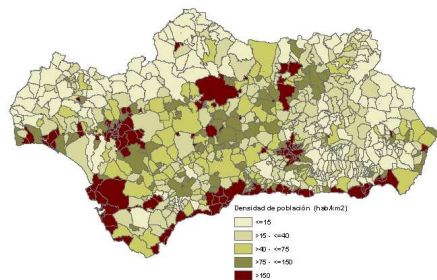 Densidad de población (hab/km2)
<=15
>15 - <=40
>40 - <=75
>75 - <=150
>150